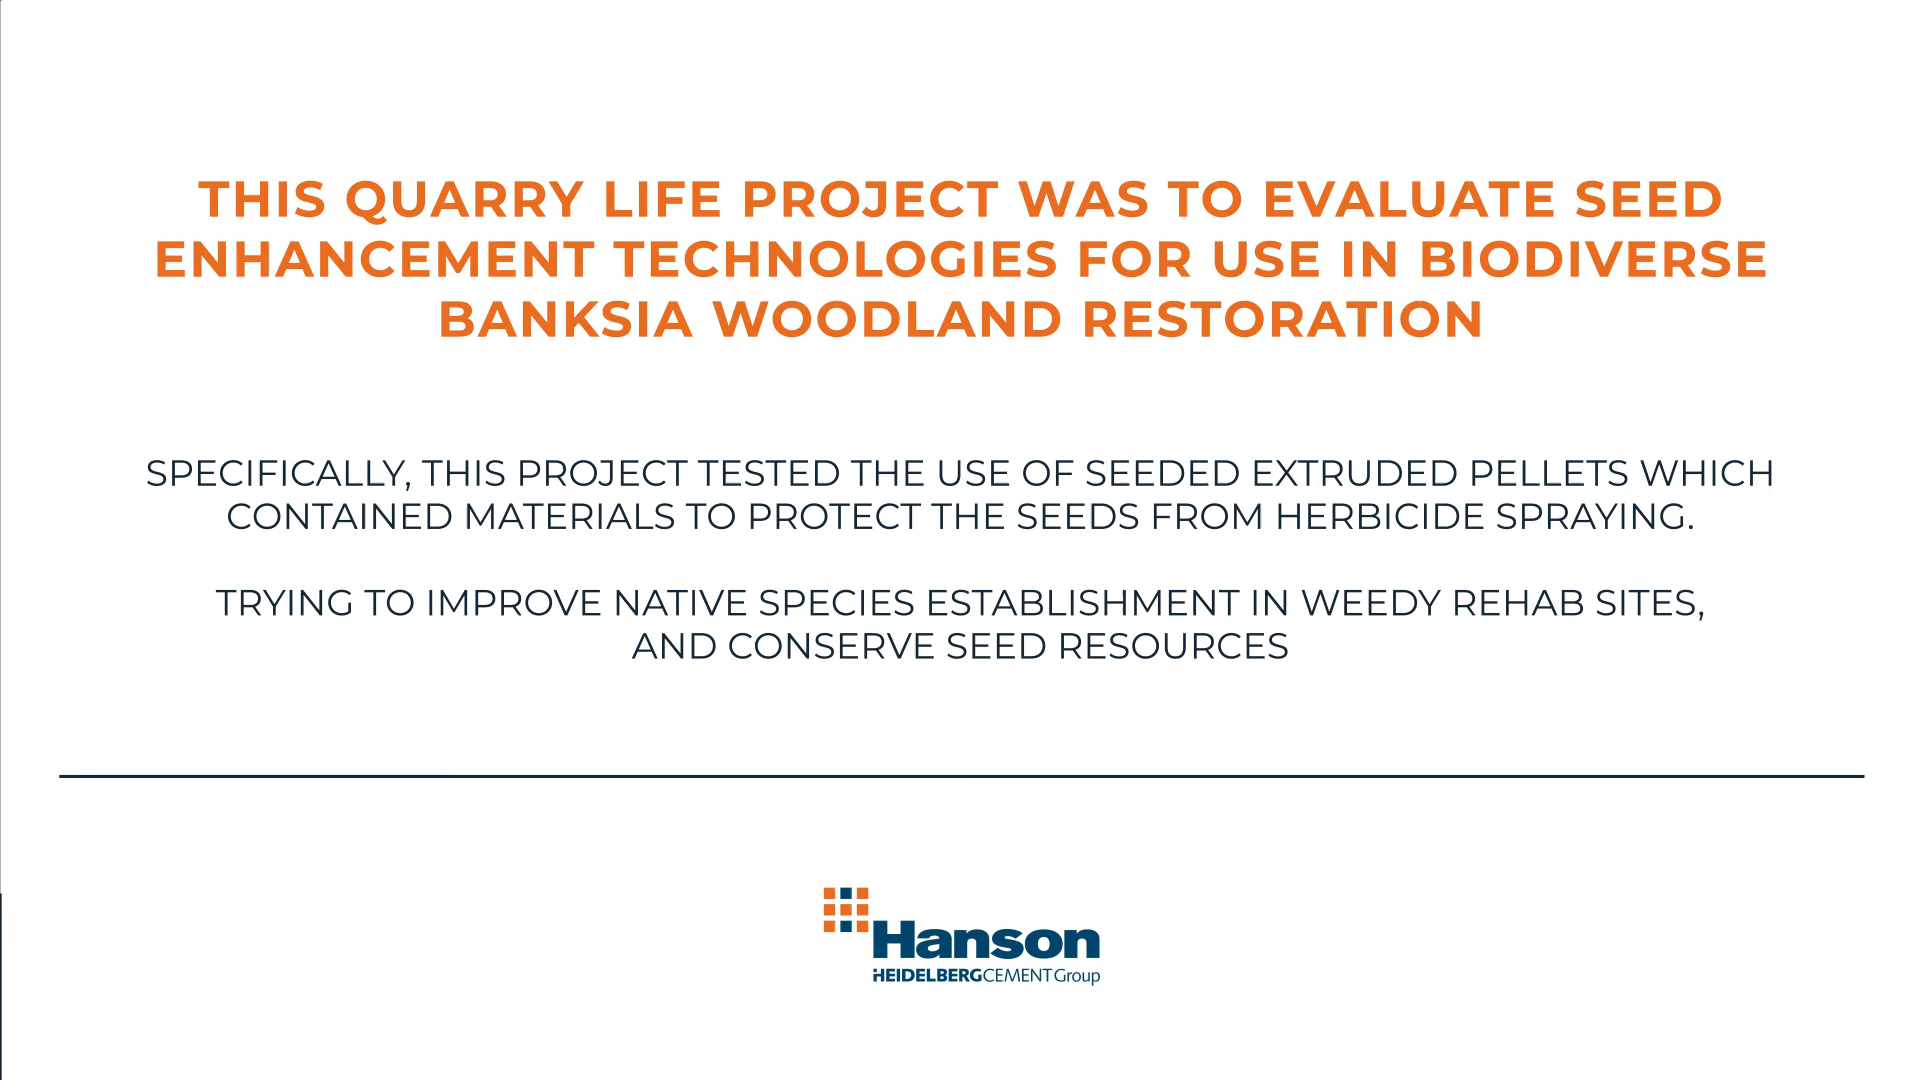 THIS QUARRY LIFE PROJECT WAS TO EVALUATE SEED
ENHANCEMENT TECHNOLOGIES FOR USE IN BIODIVERSE
BANKSIA WOODLAND RESTORATION
SPECIFICALLY, THIS PROJECT TESTED THE USE OF SEEDED EXTRUDED PELLETS WHICH
CONTAINED MATERIALS TO PROTECT THE SEEDS FROM HERBICIDE SPRAYING.
TRYING TO IMPROVE NATIVE SPECIES ESTABLISHMENT IN WEEDY REHAB SITES,
AND CONSERVE SEED RESOURCES
Hanson
HEIDELBERGCEMENT Group